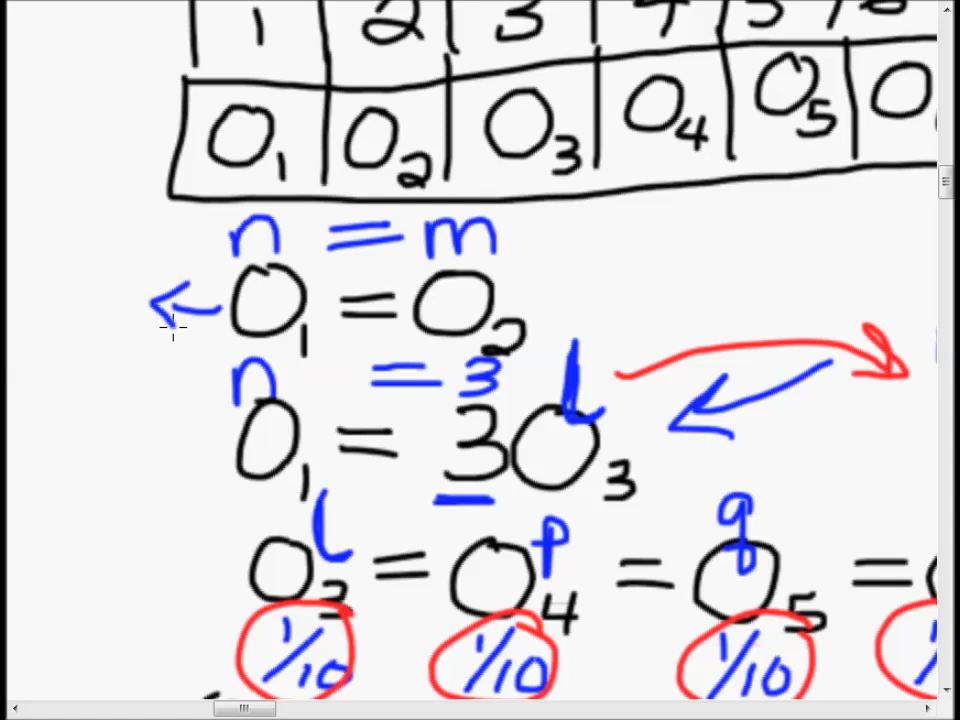 1 2 3 4 5
O₁ O₂ O₃ O₄ O₅ O
n = m
O₁ = O₂
n = 3 l
O₁ = 3O₃
l p q
O₃ = O₄ = O₅ =
1/10 1/10 1/10